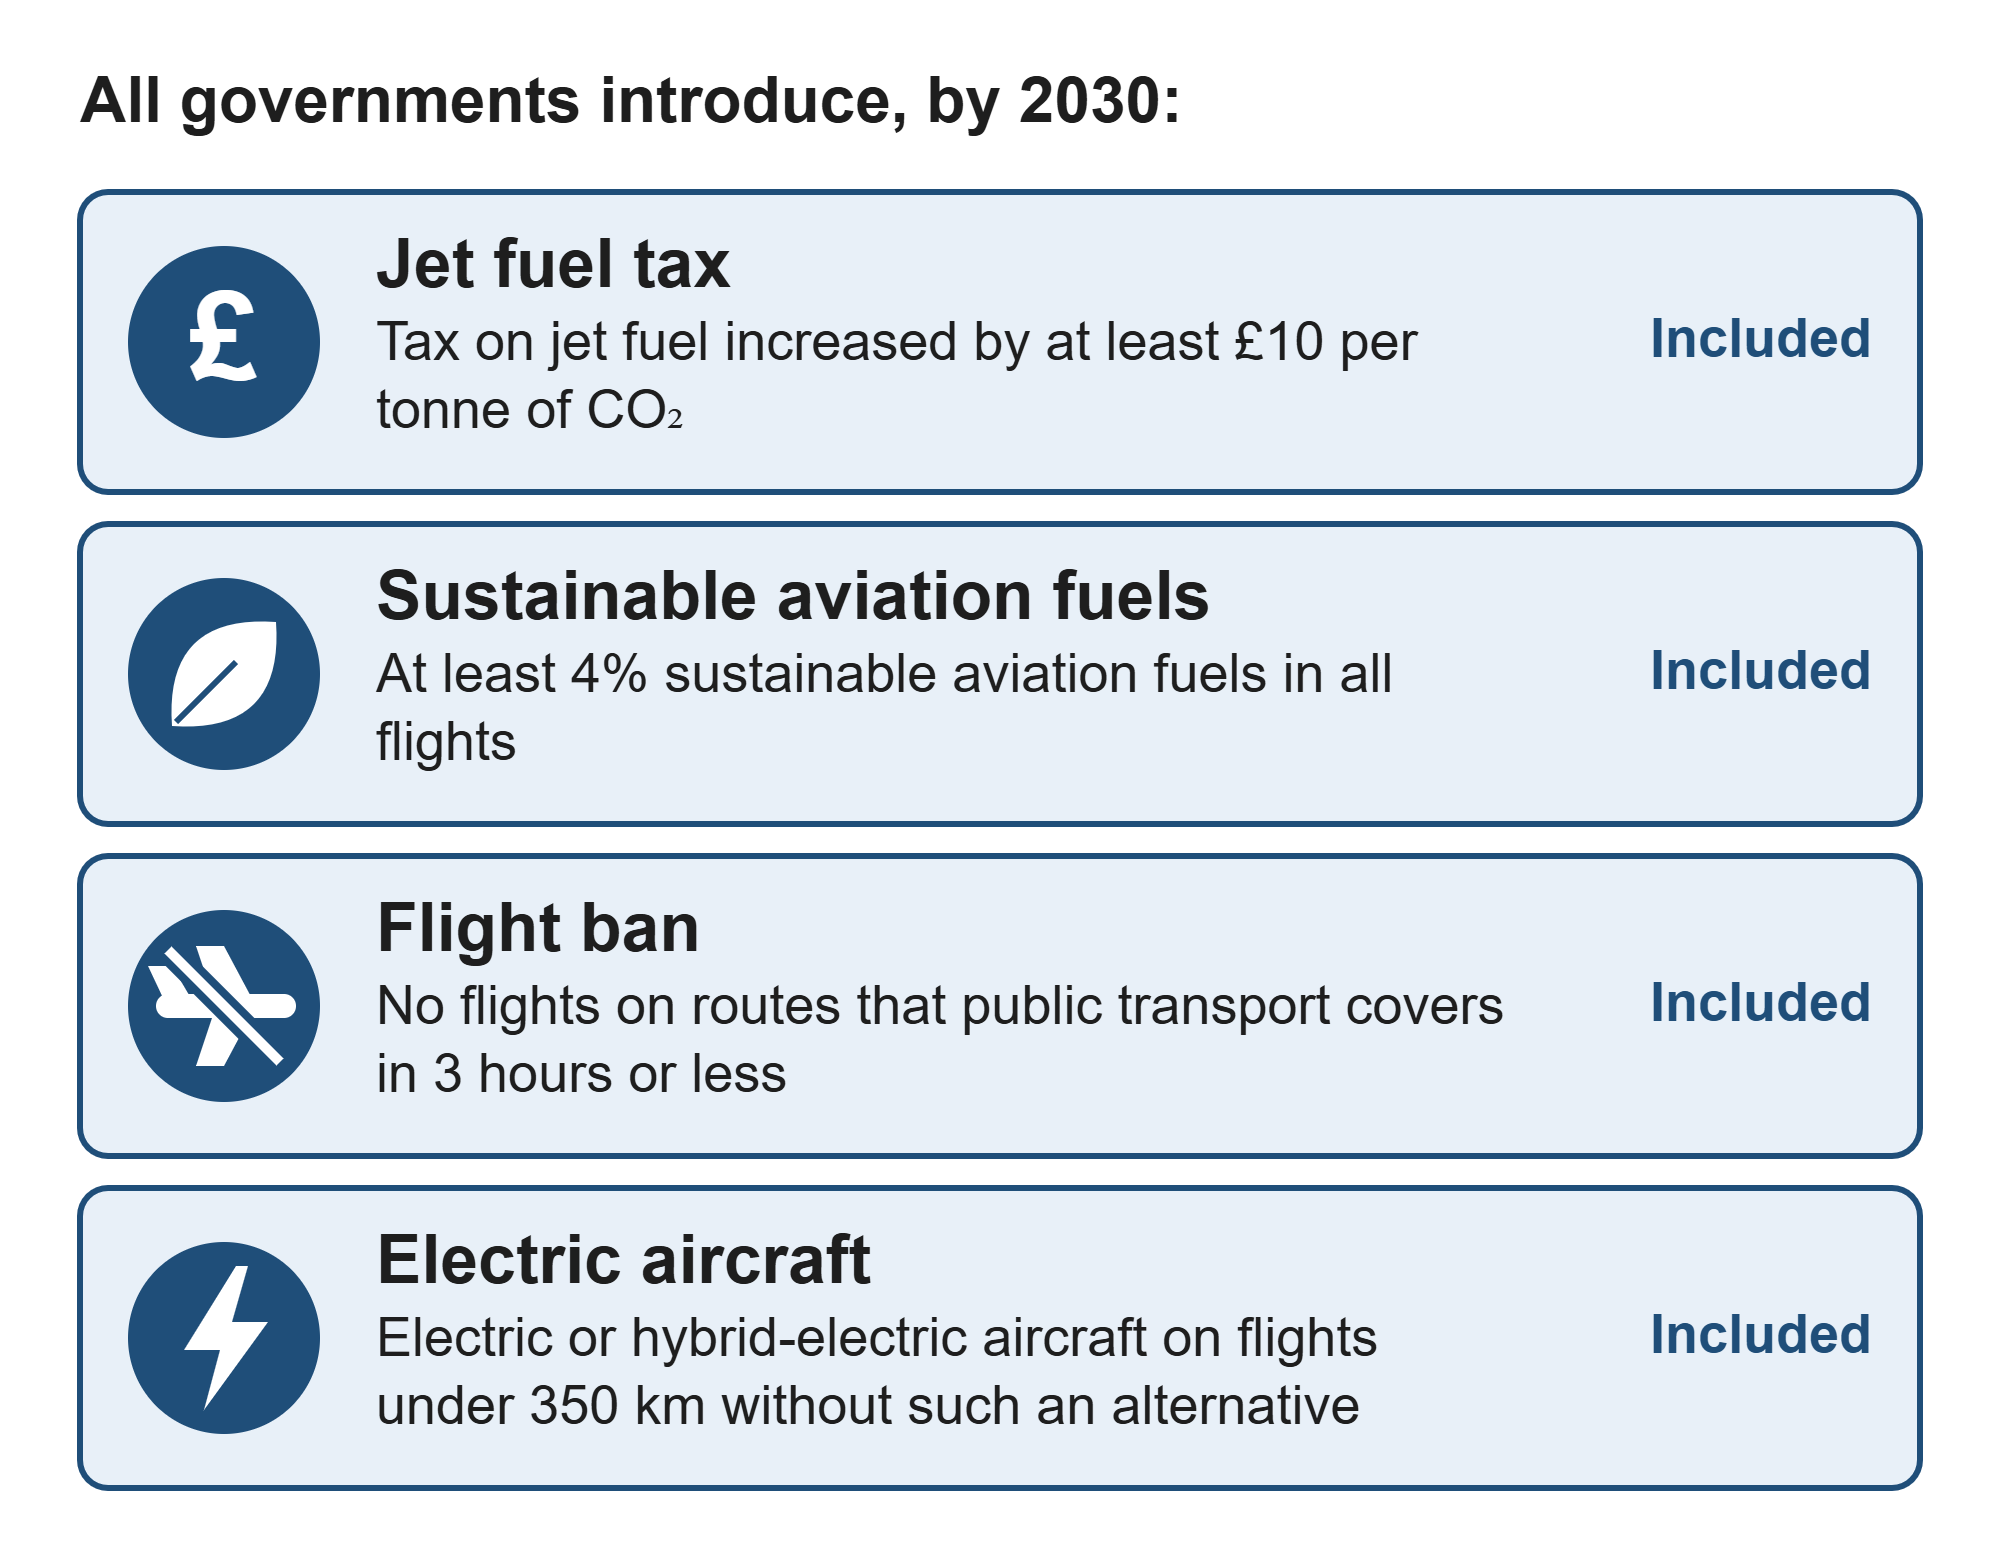 All governments introduce, by 2030:
£
Jet fuel tax
Tax on jet fuel increased by at least £10 per
tonne of CO₂
Included
Sustainable aviation fuels
At least 4% sustainable aviation fuels in all
flights
Included
Flight ban
No flights on routes that public transport covers
in 3 hours or less
Included
Electric aircraft
Electric or hybrid-electric aircraft on flights
under 350 km without such an alternative
Included